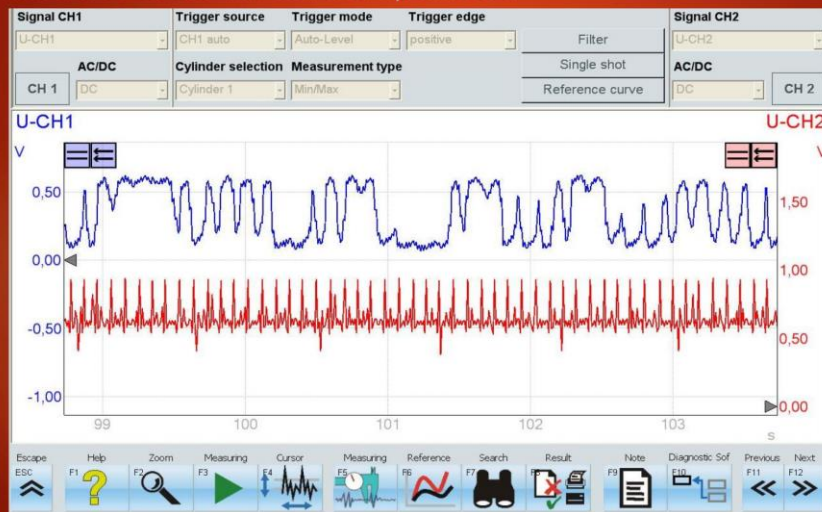 Signal CH1 Trigger source Trigger mode Trigger edge Signal CH2
U-CH1 CH1 auto Auto-Level positive Filter U-CH2
AC/DC Cylinder selection Measurement type Single shot AC/DC
CH 1 DC Cylinder 1 Min/Max Reference curve DC CH 2
U-CH1 U-CH2
V V
0,50 1,50
0,00 1,00
-0,50 0,50
-1,00 0,00
99 100 101 102 103
s
Escape Help Zoom Measuring Cursor Measuring Reference Search Result Note Diagnostic Sof Previous Next
ESC F1 F2 F3 F4 F5 F6 F7 F8 F9 F10 F11 F12